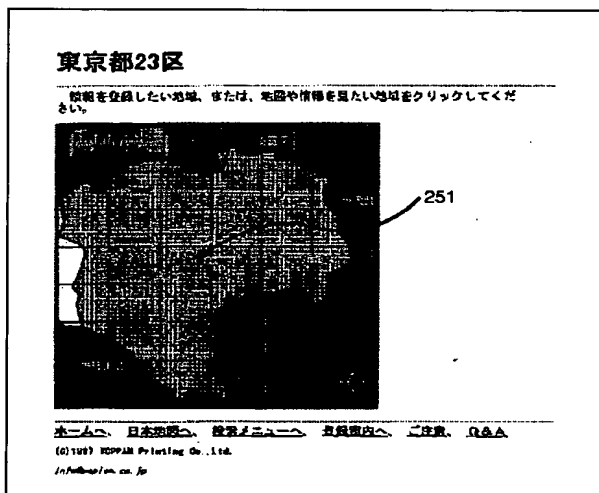 東京都23区
情報を登録したい地域、または、地図や情報を見たい地域をクリックしてくだ
さい。
251
ホームへ、 日本地図へ、 検索メニューへ、 登録案内へ、 ご注意、 Q&A
(C)1997 TOPPAN Printing Co.,Ltd.